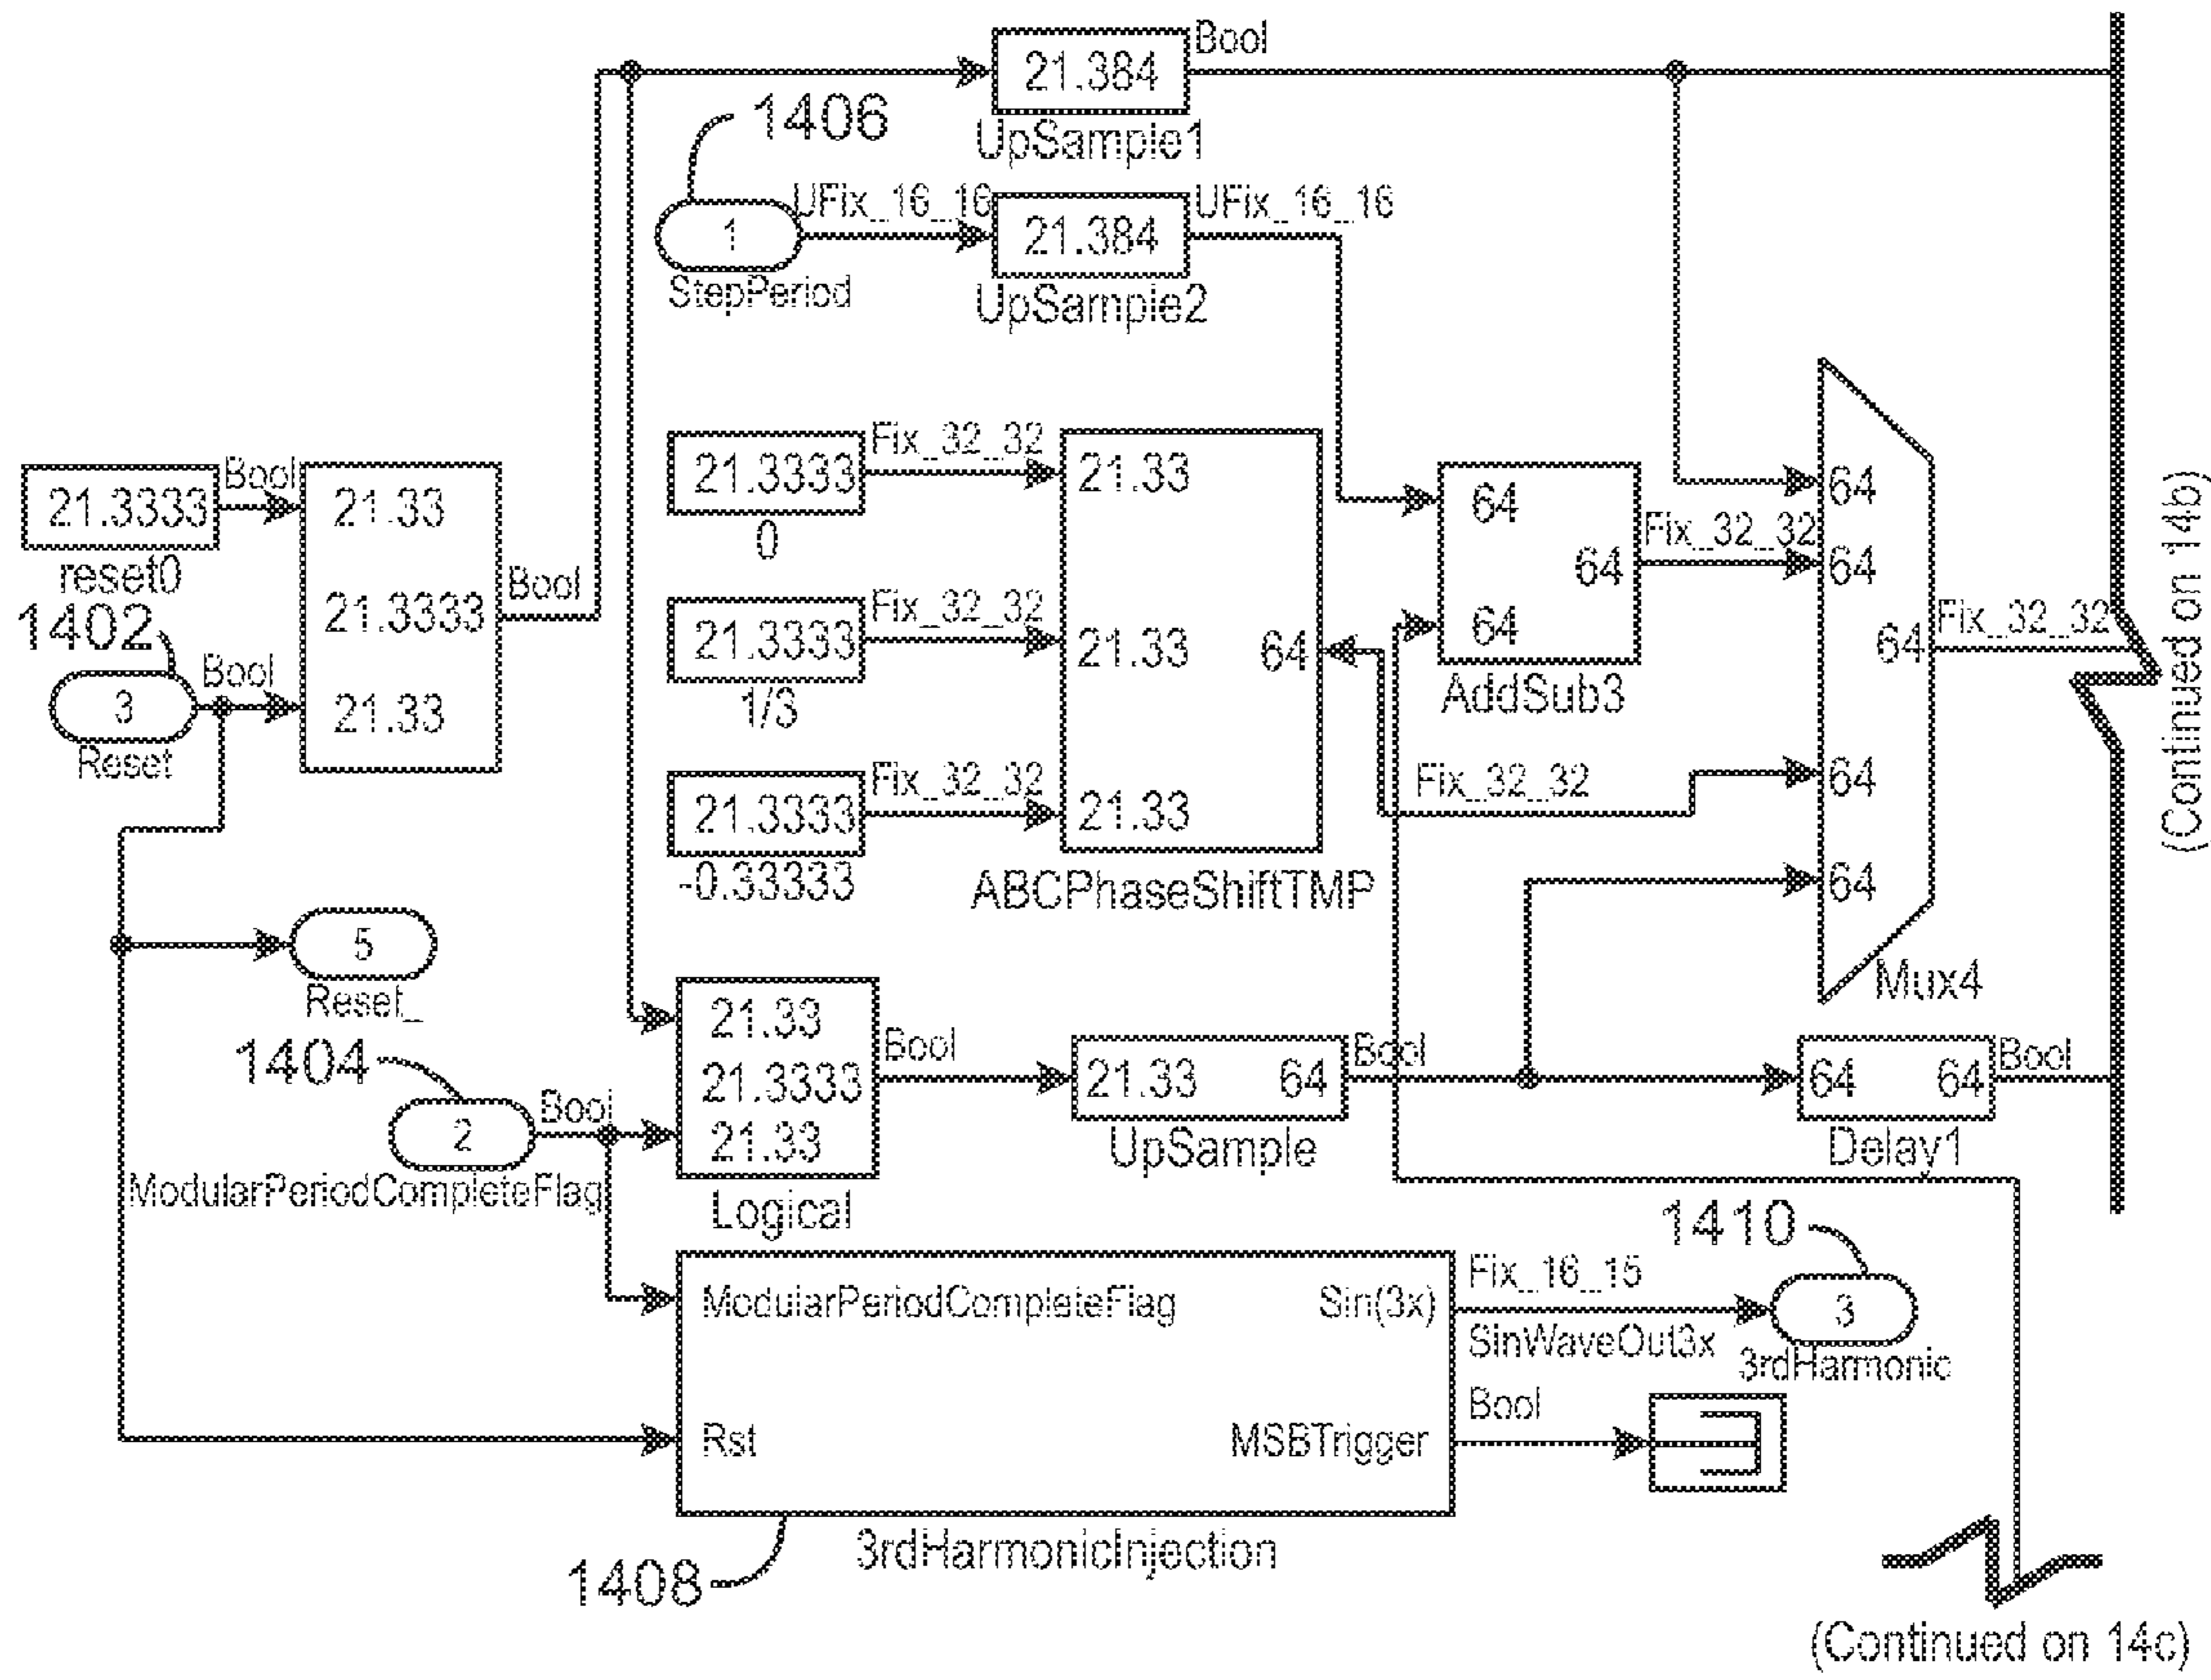 21.384
Bool
UpSample1
1406
1
UFix_16_16
StepPeriod
21.384
UFix_16_16
UpSample2
21.3333
Bool
reset0
1402
3
Bool
Reset
21.33
21.3333
21.33
Bool
21.3333
Fix_32_32
0
21.3333
Fix_32_32
1/3
21.3333
Fix_32_32
-0.33333
21.33
21.33
64
21.33
ABCPhaseShiftTMP
64
64
64
AddSub3
Fix_32_32
Fix_32_32
64
64
64
64
64
Mux4
Fix_32_32
(Continued on 14b)
5
Reset_
1404
2
Bool
ModularPeriodCompleteFlag
21.33
21.3333
21.33
Logical
Bool
21.33 64
UpSample
Bool
64 64
Delay1
Bool
ModularPeriodCompleteFlag
Sin(3x)
Rst
MSBTrigger
3rdHarmonicInjection
1408
Fix_16_15
SinWaveOut3x
1410
3
3rdHarmonic
Bool
(Continued on 14c)